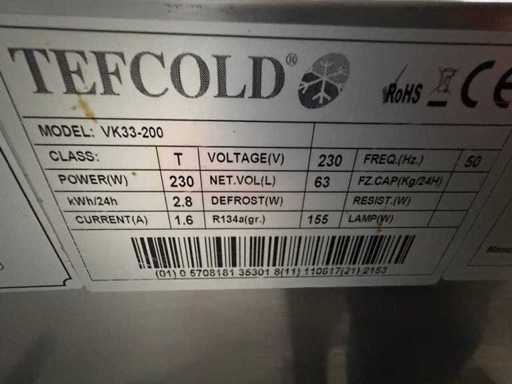 TEFCOLD®
RoHS CE
MODEL: VK33-200
CLASS: T VOLTAGE(V) 230 FREQ.(Hz.) 50
POWER(W) 230 NET.VOL(L) 63 FZ.CAP(Kg/24H)
kWh/24h 2.8 DEFROST(W) RESIST.(W)
CURRENT(A) 1.6 R134a(gr.) 155 LAMP(W)
(01) 0 5708181 35301 8(11) 110617(21) 2153